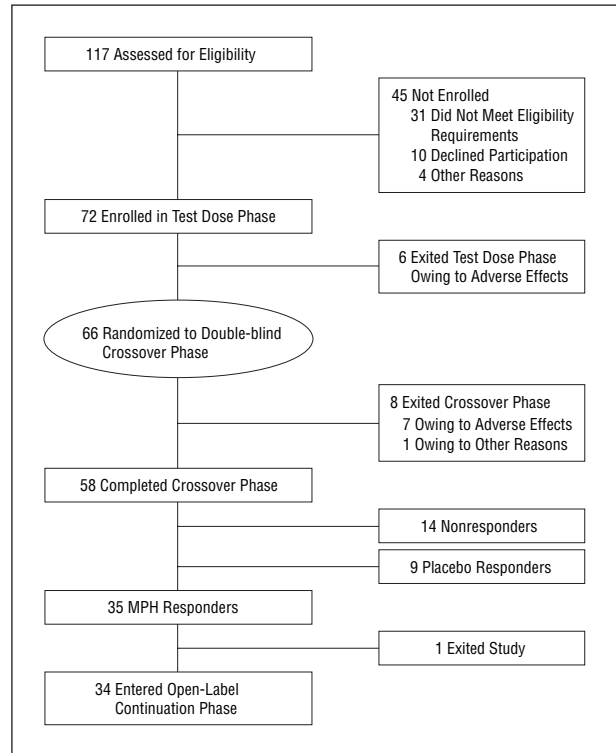 117 Assessed for Eligibility
45 Not Enrolled
31 Did Not Meet Eligibility
Requirements
10 Declined Participation
4 Other Reasons
72 Enrolled in Test Dose Phase
6 Exited Test Dose Phase
Owing to Adverse Effects
66 Randomized to Double-blind
Crossover Phase
8 Exited Crossover Phase
7 Owing to Adverse Effects
1 Owing to Other Reasons
58 Completed Crossover Phase
14 Nonresponders
9 Placebo Responders
35 MPH Responders
1 Exited Study
34 Entered Open-Label
Continuation Phase